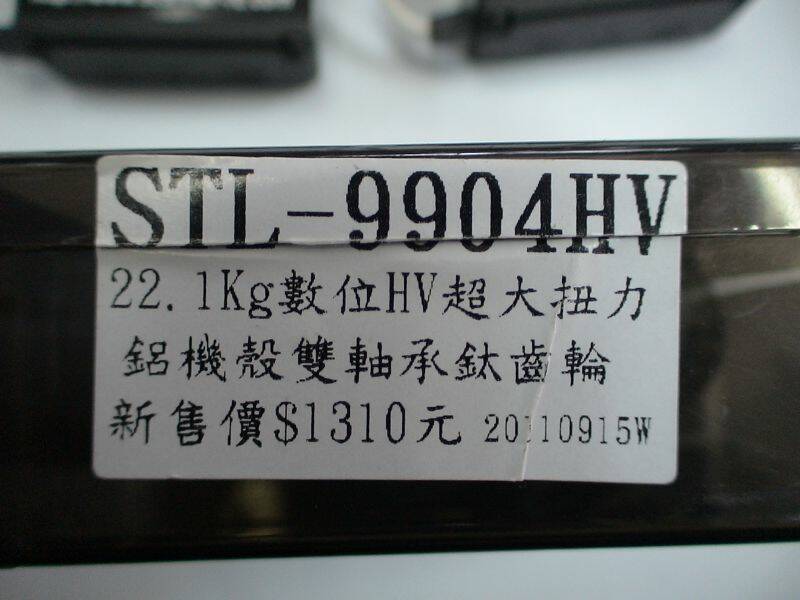 STL-9904HV
22.1Kg數位HV超大扭力
鋁機殼雙軸承鈦齒輪
新售價$1310元 20110915W